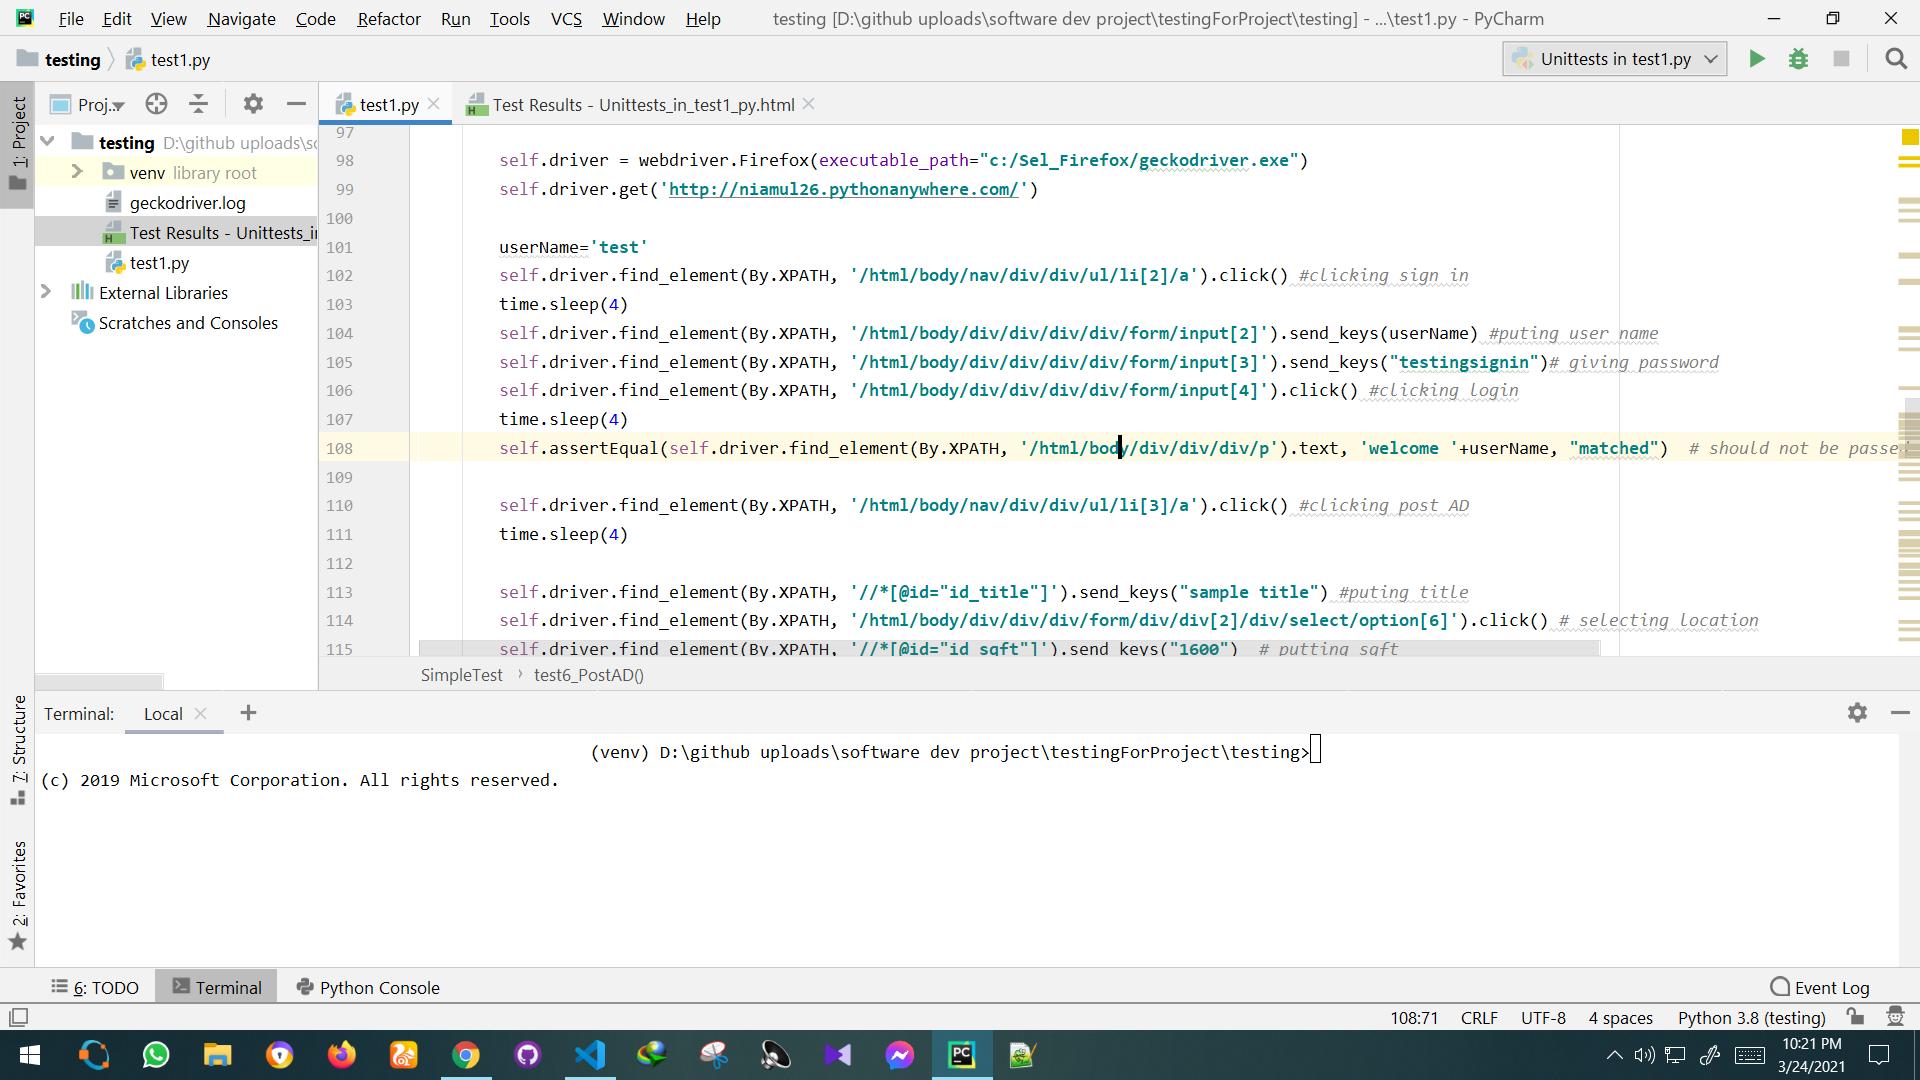 File Edit View Navigate Code Refactor Run Tools VCS Window Help testing [D:\github uploads\software dev project\testingForProject\testing] - ...\test1.py - PyCharm
testing test1.py Unittests in test1.py
1: Project
Proj..
testing D:\github uploads\so
venv library root
geckodriver.log
Test Results - Unittests_i
test1.py
External Libraries
Scratches and Consoles
test1.py Test Results - Unittests_in_test1_py.html
97
98 self.driver = webdriver.Firefox(executable_path="c:/Sel_Firefox/geckodriver.exe")
99 self.driver.get('http://niamul26.pythonanywhere.com/')
100
101 userName='test'
102 self.driver.find_element(By.XPATH, '/html/body/nav/div/div/ul/li[2]/a').click() #clicking sign in
103 time.sleep(4)
104 self.driver.find_element(By.XPATH, '/html/body/div/div/div/div/form/input[2]').send_keys(userName) #puting user name
105 self.driver.find_element(By.XPATH, '/html/body/div/div/div/div/form/input[3]').send_keys("testingsignin")# giving password
106 self.driver.find_element(By.XPATH, '/html/body/div/div/div/div/form/input[4]').click() #clicking login
107 time.sleep(4)
108 self.assertEqual(self.driver.find_element(By.XPATH, '/html/body/div/div/div/p').text, 'welcome '+userName, "matched") # should not be passe
109
110 self.driver.find_element(By.XPATH, '/html/body/nav/div/div/ul/li[3]/a').click() #clicking post AD
111 time.sleep(4)
112
113 self.driver.find_element(By.XPATH, '//*[@id="id_title"]').send_keys("sample title") #puting title
114 self.driver.find_element(By.XPATH, '/html/body/div/div/div/form/div/div[2]/div/select/option[6]').click() # selecting location
115 self.driver.find_element(By.XPATH, '//*[@id="id_sqft"]').send_keys("1600") # putting sqft
SimpleTest › test6_PostAD()
7: Structure
2: Favorites
Terminal: Local
(venv) D:\github uploads\software dev project\testingForProject\testing>
(c) 2019 Microsoft Corporation. All rights reserved.
6: TODO Terminal Python Console Event Log
108:71 CRLF UTF-8 4 spaces Python 3.8 (testing)
10:21 PM
3/24/2021